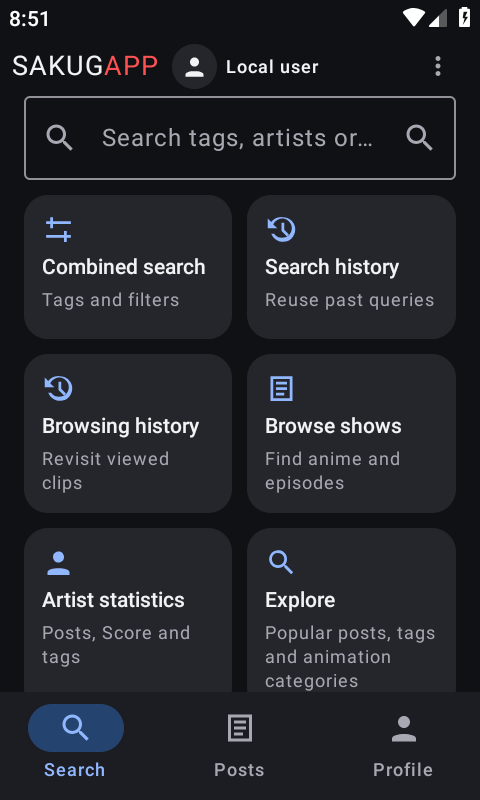 8:51
SAKUGAPP Local user
Search tags, artists or…
Combined search
Tags and filters
Search history
Reuse past queries
Browsing history
Revisit viewed
clips
Browse shows
Find anime and
episodes
Artist statistics
Posts, Score and
tags
Explore
Popular posts, tags
and animation
categories
Search
Posts
Profile